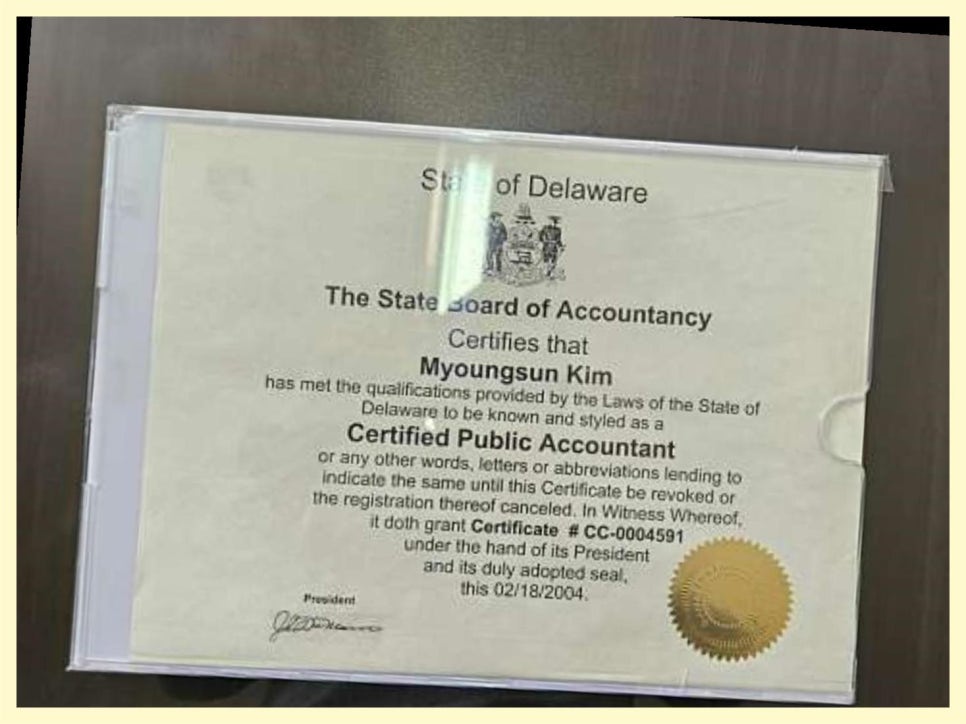 State of Delaware
The State Board of Accountancy
Certifies that
Myoungsun Kim
has met the qualifications provided by the Laws of the State of
Delaware to be known and styled as a
Certified Public Accountant
or any other words, letters or abbreviations lending to
indicate the same until this Certificate be revoked or
the registration thereof canceled. In Witness Whereof,
it doth grant Certificate # CC-0004591
under the hand of its President
and its duly adopted seal,
this 02/18/2004.
President